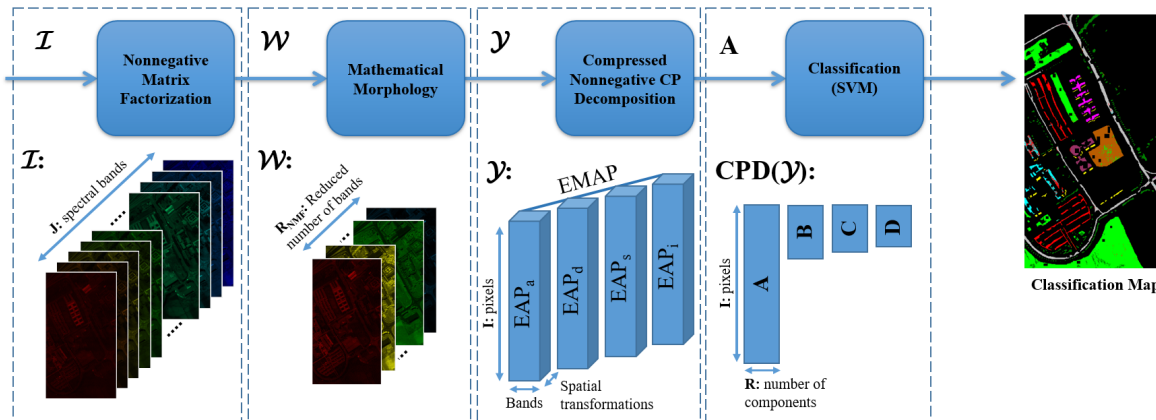 𝓘
Nonnegative
Matrix
Factorization
𝓦
Mathematical
Morphology
𝓨
Compressed
Nonnegative CP
Decomposition
A
Classification
(SVM)
𝓘:
J: spectral bands
𝓦:
R_NMF: Reduced
number of bands
𝓨:
EMAP
I: pixels
EAP_a
EAP_d
EAP_s
EAP_i
Bands
Spatial
transformations
CPD(𝓨):
I: pixels
A
B
C
D
R: number of
components
Classification Map